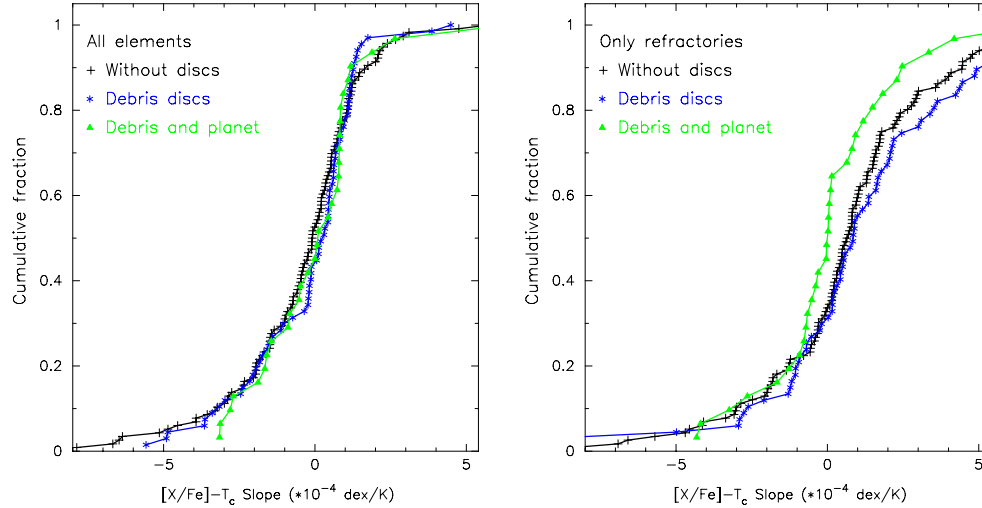 All elements
Without discs
Debris discs
Debris and planet
1
0.8
0.6
0.4
0.2
0
−5
0
5
Cumulative fraction
[X/Fe]−Tc Slope (*10−4 dex/K)
Only refractories
Without discs
Debris discs
Debris and planet
1
0.8
0.6
0.4
0.2
0
−5
0
5
Cumulative fraction
[X/Fe]−Tc Slope (*10−4 dex/K)